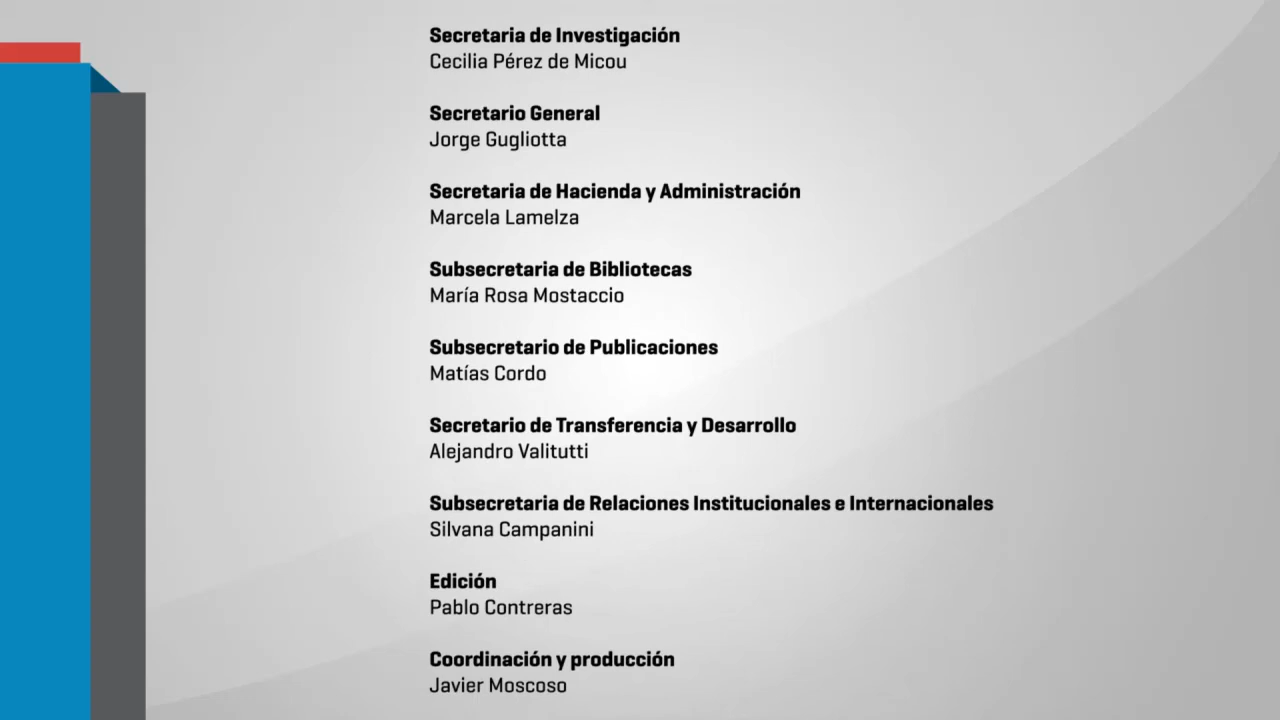 Secretaria de Investigación
Cecilia Pérez de Micou
Secretario General
Jorge Gugliotta
Secretaria de Hacienda y Administración
Marcela Lamelza
Subsecretaria de Bibliotecas
María Rosa Mostaccio
Subsecretario de Publicaciones
Matías Cordo
Secretario de Transferencia y Desarrollo
Alejandro Valitutti
Subsecretaria de Relaciones Institucionales e Internacionales
Silvana Campanini
Edición
Pablo Contreras
Coordinación y producción
Javier Moscoso